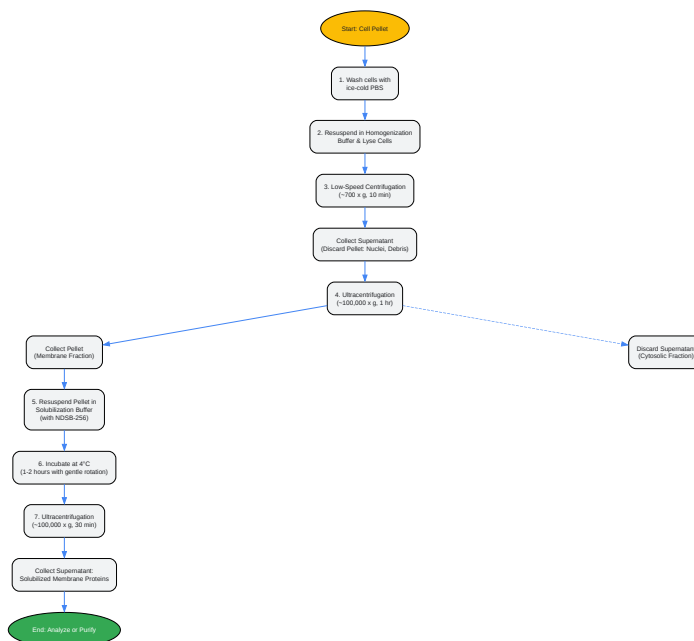 Start: Cell Pellet
1. Wash cells with
ice-cold PBS
2. Resuspend in Homogenization
Buffer & Lyse Cells
3. Low-Speed Centrifugation
(~700 x g, 10 min)
Collect Supernatant
(Discard Pellet: Nuclei, Debris)
4. Ultracentrifugation
(~100,000 x g, 1 hr)
Collect Pellet
(Membrane Fraction)
Discard Supernatant
(Cytosolic Fraction)
5. Resuspend Pellet in
Solubilization Buffer
(with NDSB-256)
6. Incubate at 4°C
(1-2 hours with gentle rotation)
7. Ultracentrifugation
(~100,000 x g, 30 min)
Collect Supernatant:
Solubilized Membrane Proteins
End: Analyze or Purify